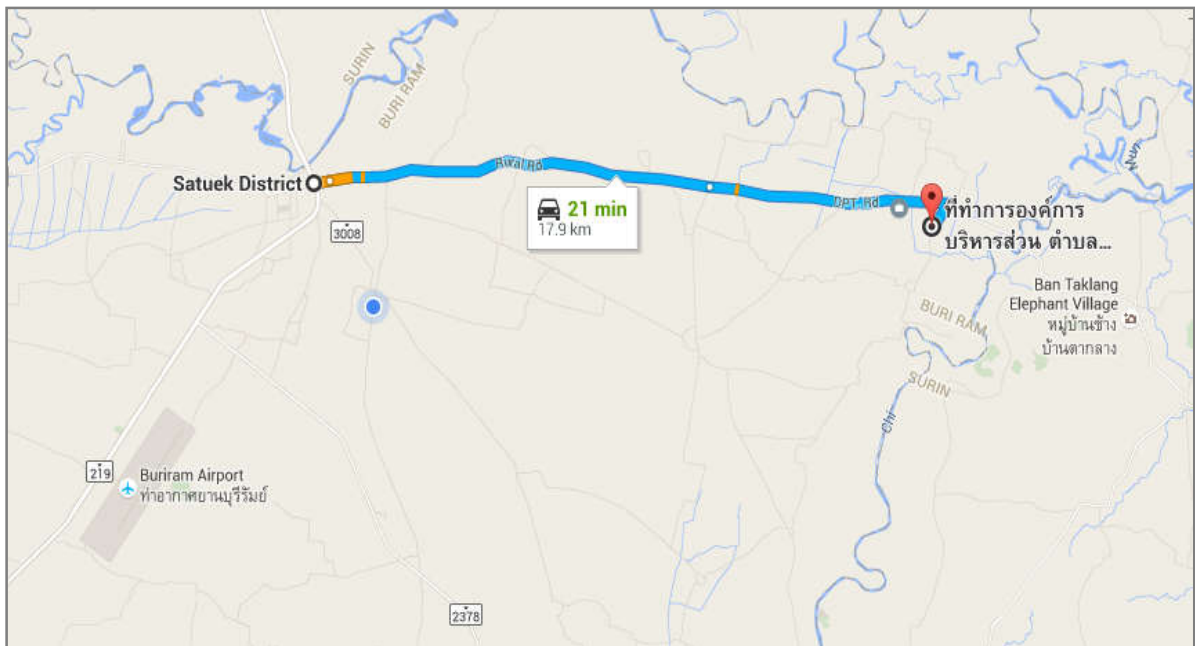 SURIN
BURI RAM
Satuek District
Rural Rd
21 min
17.9 km
DPT Rd
ที่ทำการองค์การ
บริหารส่วน ตำบล...
3008
Ban Taklang
Elephant Village
หมู่บ้านช้าง
บ้านตากลาง
BURI RAM
SURIN
Chi
219
Buriram Airport
ท่าอากาศยานบุรีรัมย์
2378